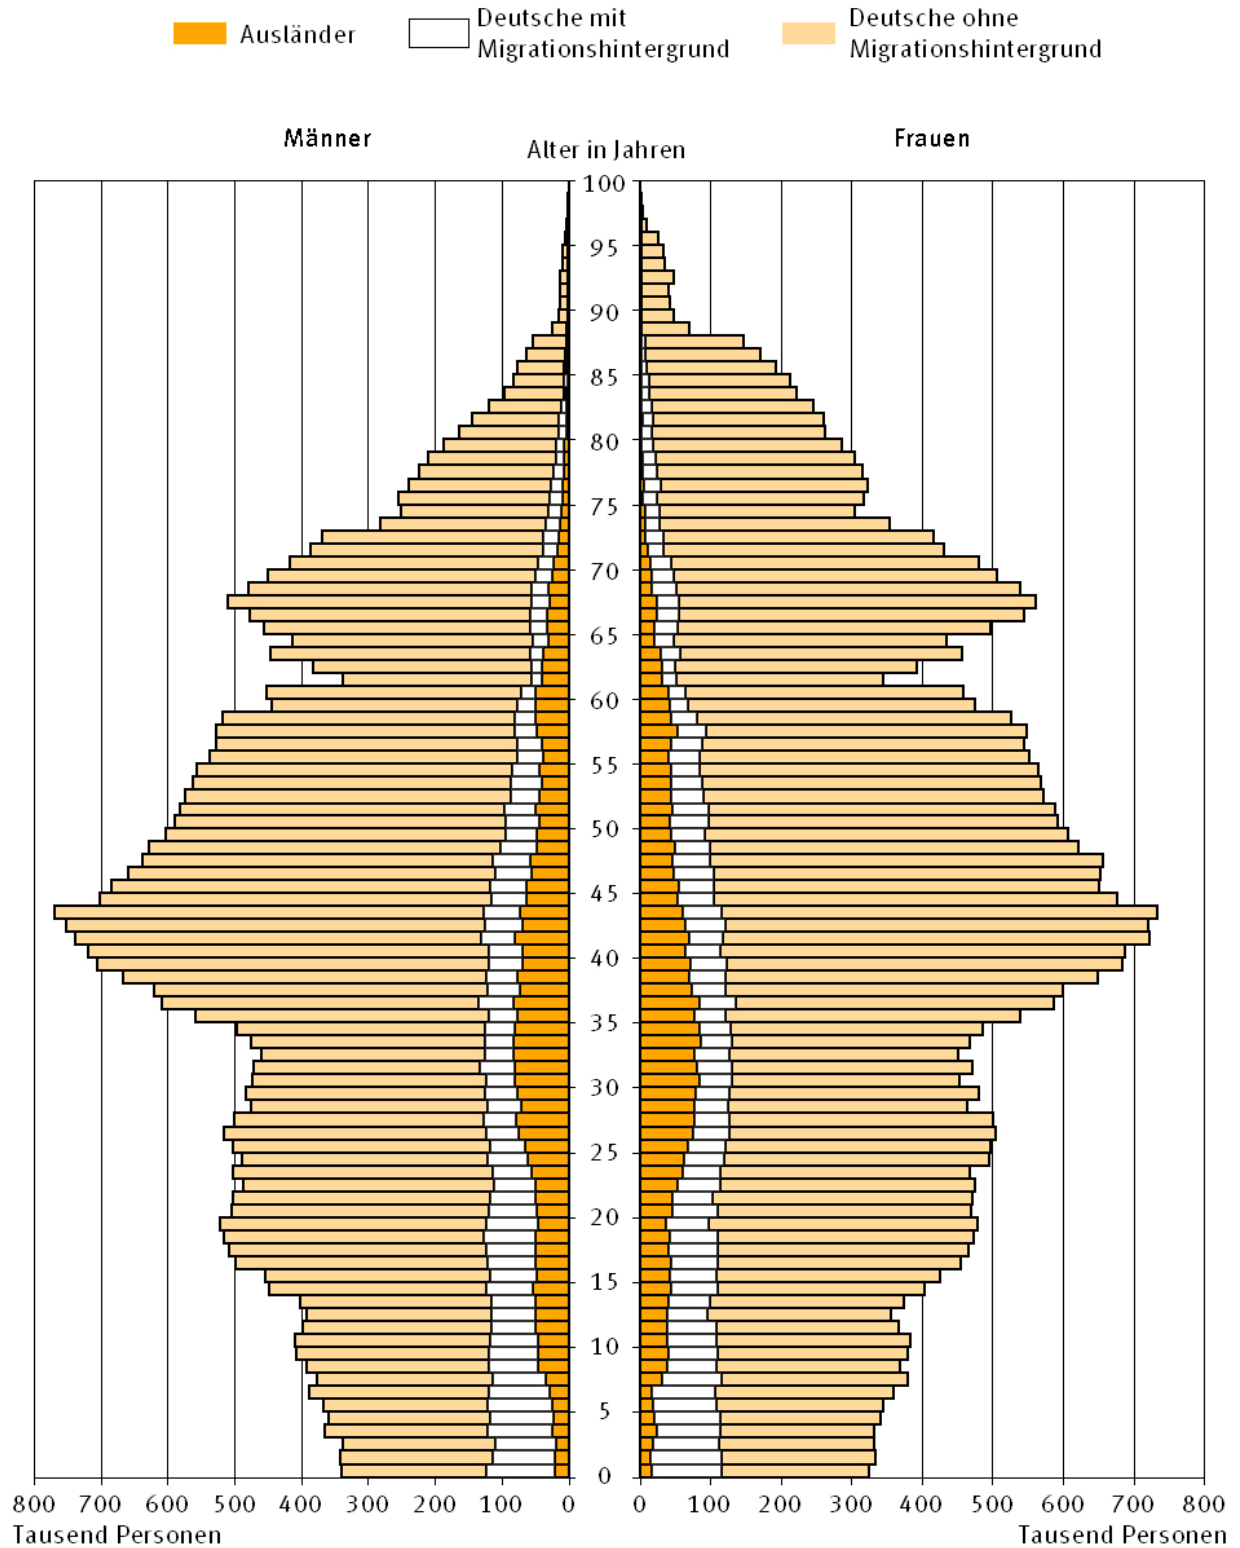 Ausländer
Deutsche mit
Migrationshintergrund
Deutsche ohne
Migrationshintergrund
Männer
Alter in Jahren
Frauen
100
95
90
85
80
75
70
65
60
55
50
45
40
35
30
25
20
15
10
5
0
800 700 600 500 400 300 200 100 0
0 100 200 300 400 500 600 700 800
Tausend Personen
Tausend Personen